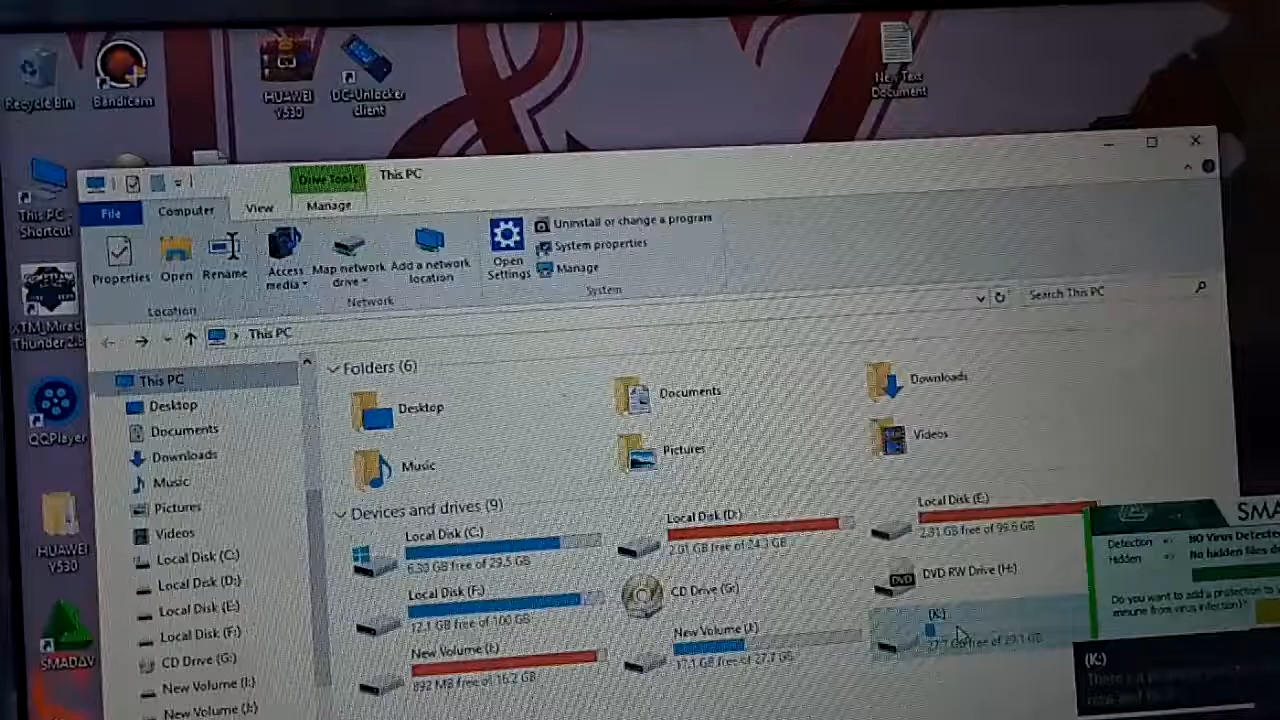 Recycle Bin
Bandicam
HUAWEI
Y530
DC-Unlocker
client
New Text
Document
This PC -
Shortcut
Thunder 2.8
QQPlayer
HUAWEI
Y530
SMADΔV
Drive Tools
This PC
File
Computer
View
Manage
Properties
Open
Rename
Access
media
Map network
drive
Add a network
location
Open
Settings
Uninstall or change a program
System properties
Manage
Location
Network
System
This PC
Search This PC
This PC
Desktop
Documents
Downloads
Music
Pictures
Videos
Local Disk (C:)
Local Disk (D:)
Local Disk (E:)
Local Disk (F:)
CD Drive (G:)
New Volume (I:)
New Volume (J:)
Folders (6)
Desktop
Documents
Downloads
Music
Pictures
Videos
Devices and drives (9)
Local Disk (C:)
6.33 GB free of 29.5 GB
Local Disk (D:)
2.01 GB free of 24.3 GB
Local Disk (E:)
2.31 GB free of 99.6 GB
Local Disk (F:)
12.1 GB free of 100 GB
CD Drive (G:)
DVD RW Drive (H:)
New Volume (I:)
892 MB free of 16.2 GB
New Volume (J:)
17.1 GB free of 27.7 GB
(K:)
27.7 GB free of 29.1 GB
SMA
Detection
NO Virus Detecte
Hidden
No hidden files d
Do you want to add a protection to
immune from virus infection)?
(K:)